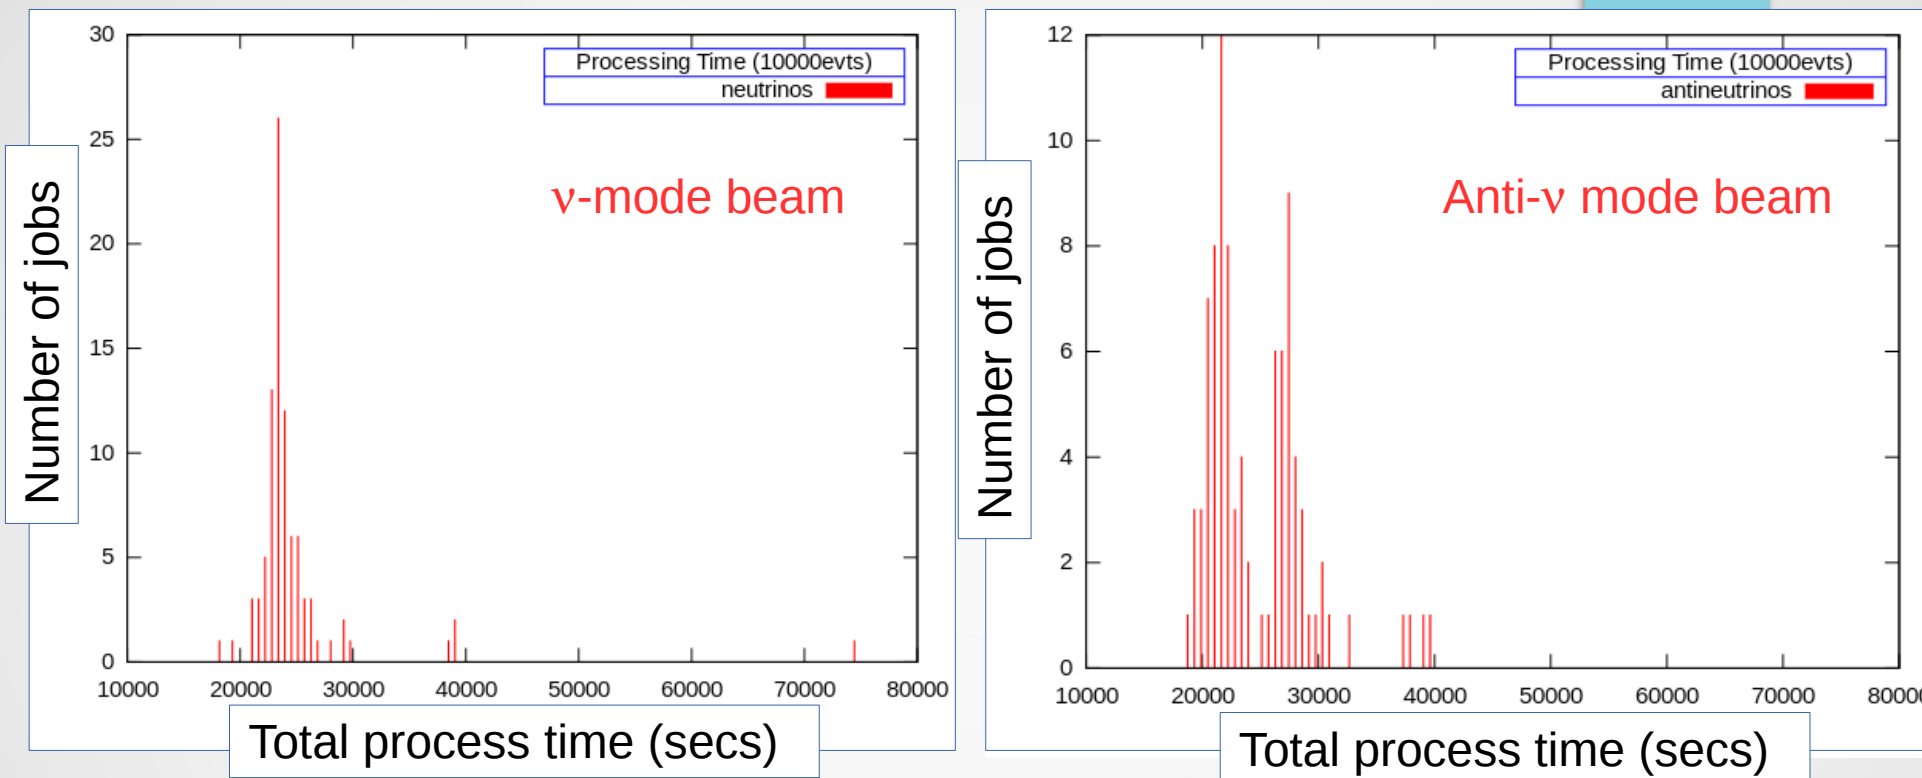 30
25
20
15
10
5
0
10000 20000 30000 40000 50000 60000 70000 80000
Processing Time (10000evts)
neutrinos
ν-mode beam
Number of jobs
Total process time (secs)
12
10
8
6
4
2
0
10000 20000 30000 40000 50000 60000 70000 8000
Processing Time (10000evts)
antineutrinos
Anti-ν mode beam
Number of jobs
Total process time (secs)